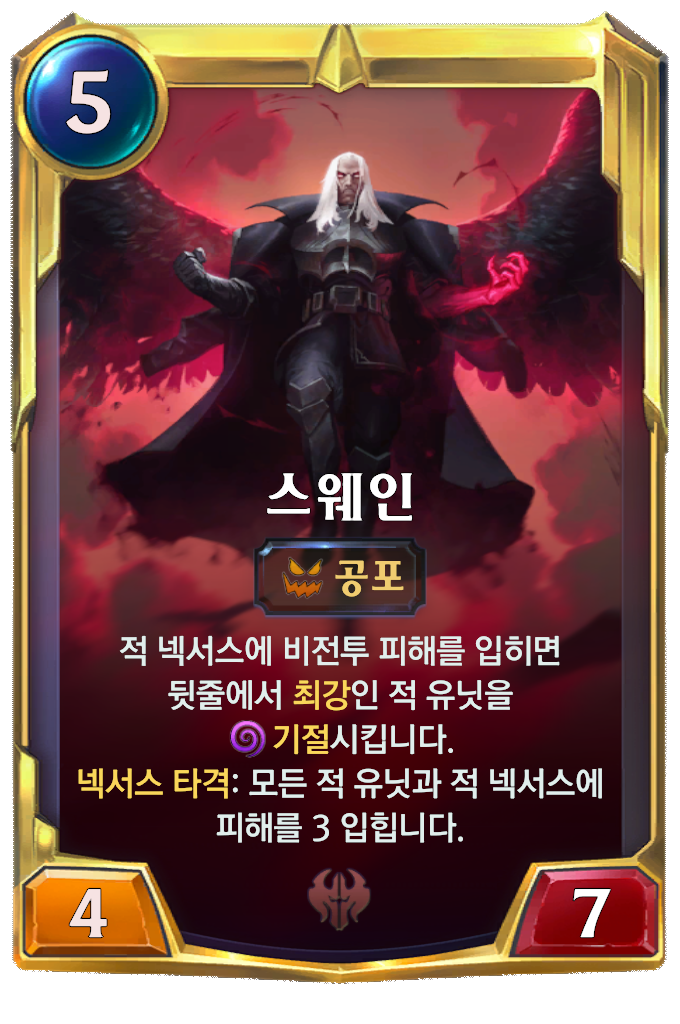 5
스웨인
공포
적 넥서스에 비전투 피해를 입히면
뒷줄에서 최강인 적 유닛을
기절시킵니다.
넥서스 타격: 모든 적 유닛과 적 넥서스에
피해를 3 입힙니다.
4
7